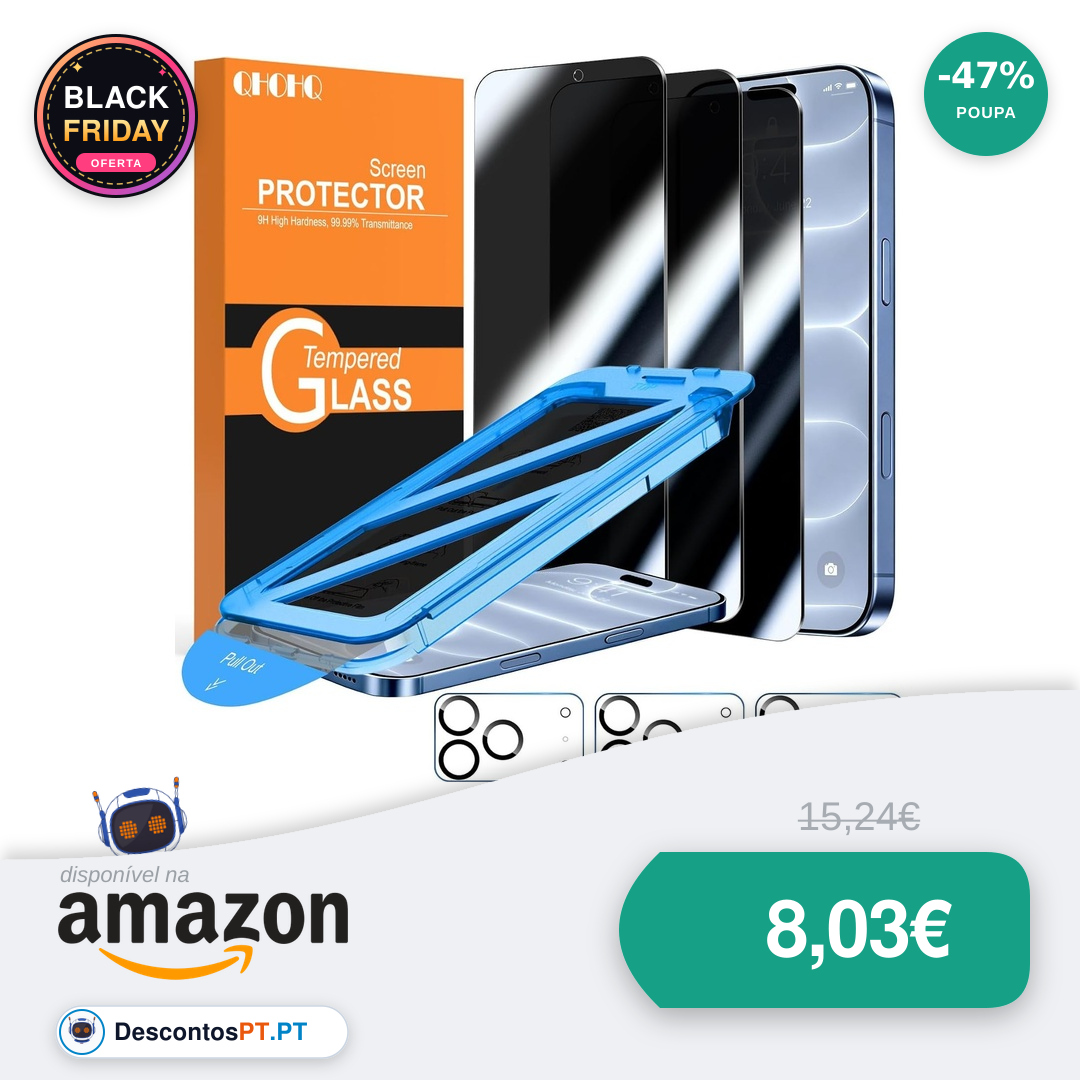 BLACK
FRIDAY
OFERTA
QHOHQ
Screen
PROTECTOR
9H High Hardness, 99.99% Transmittance
Tempered
GLASS
Pull Out
-47%
POUPA
15,24€
8,03€
disponível na
amazon
DescontosPT.PT